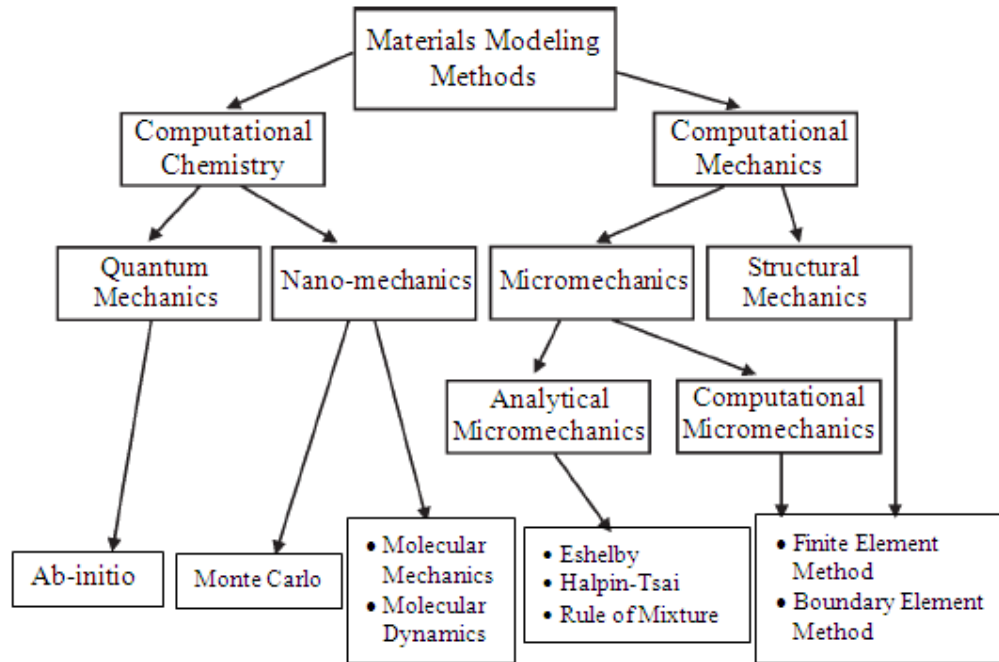 Materials Modeling
Methods
Computational
Chemistry
Computational
Mechanics
Quantum
Mechanics
Nano-mechanics
Micromechanics
Structural
Mechanics
Analytical
Micromechanics
Computational
Micromechanics
Ab-initio
Monte Carlo
• Molecular
Mechanics
• Molecular
Dynamics
• Eshelby
• Halpin-Tsai
• Rule of Mixture
• Finite Element
Method
• Boundary Element
Method